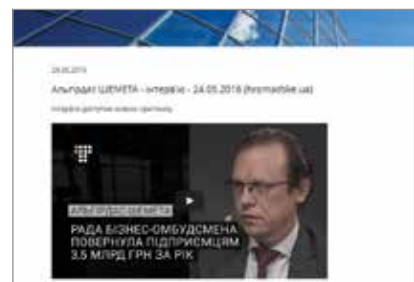 24.05.2016
Альгірдас ШЕМЕТА - інтерв'ю - 24.05.2016 (hromadske.ua)
АЛЬГІРДАС ШЕМЕТА
РАДА БІЗНЕС-ОМБУДСМЕНА
ПОВЕРНУЛА ПІДПРИЄМЦЯМ
3,5 МЛРД ГРН ЗА РІК